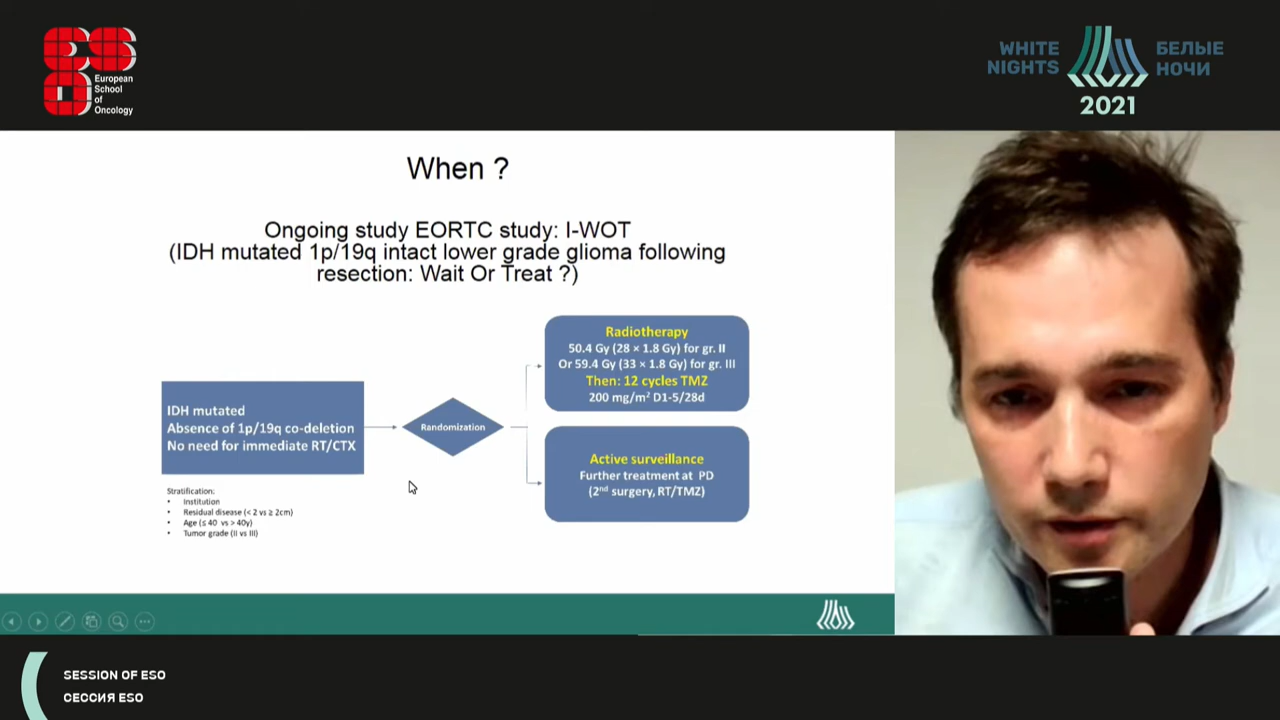 European
School
of
Oncology
WHITE
NIGHTS
БЕЛЫЕ
НОЧИ
2021
When ?
Ongoing study EORTC study: I-WOT
(IDH mutated 1p/19q intact lower grade glioma following
resection: Wait Or Treat ?)
IDH mutated
Absence of 1p/19q co-deletion
No need for immediate RT/CTX
Randomization
Radiotherapy
50.4 Gy (28 × 1.8 Gy) for gr. II
Or 59.4 Gy (33 × 1.8 Gy) for gr. III
Then: 12 cycles TMZ
200 mg/m² D1-5/28d
Active surveillance
Further treatment at PD
(2nd surgery, RT/TMZ)
Stratification:
• Institution
• Residual disease (< 2 vs ≥ 2cm)
• Age (≤ 40 vs > 40y)
• Tumor grade (II vs III)
SESSION OF ESO
СЕССИЯ ESO